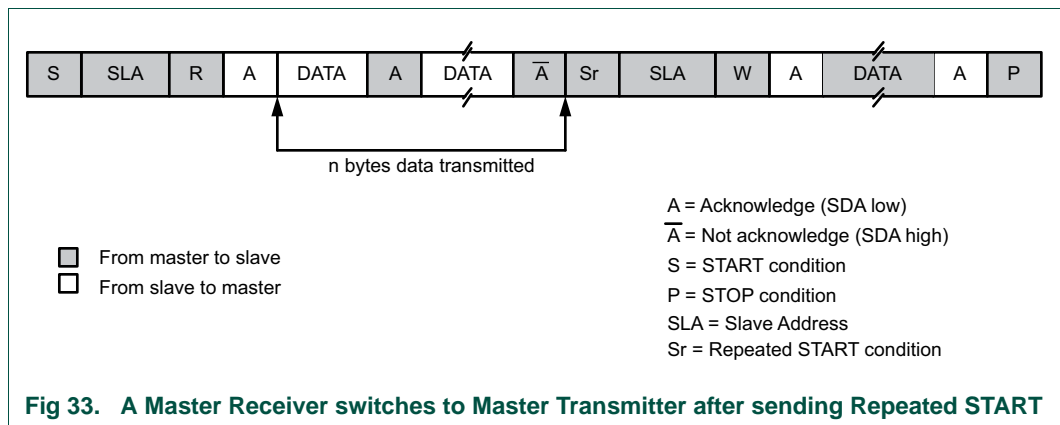 S SLA R A DATA A DATA A̅ Sr SLA W A DATA A P
n bytes data transmitted
From master to slave
From slave to master
A = Acknowledge (SDA low)
A̅ = Not acknowledge (SDA high)
S = START condition
P = STOP condition
SLA = Slave Address
Sr = Repeated START condition
Fig 33. A Master Receiver switches to Master Transmitter after sending Repeated START